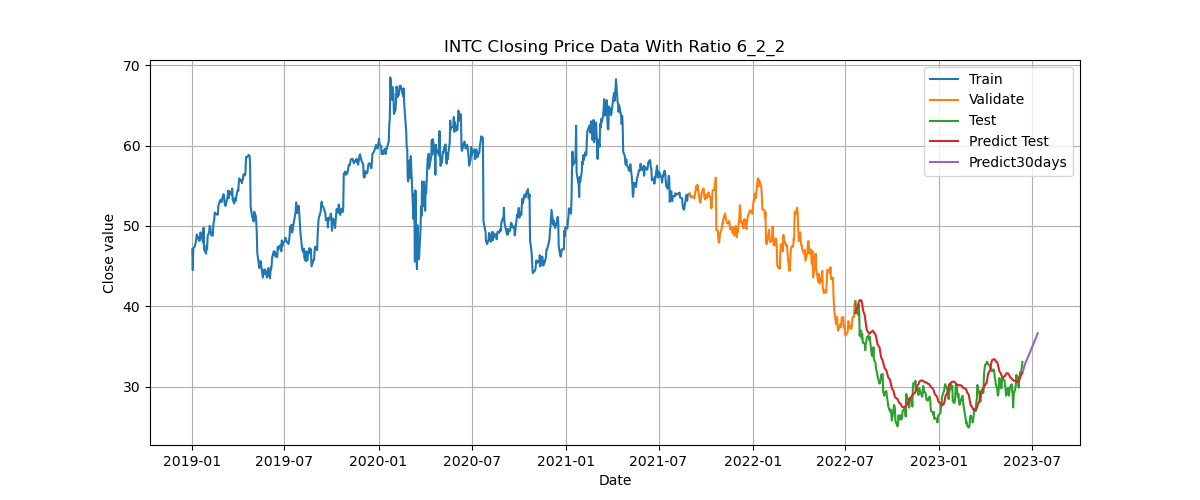 INTC Closing Price Data With Ratio 6_2_2
Train
Validate
Test
Predict Test
Predict30days
Close value
70
60
50
40
30
2019-01 2019-07 2020-01 2020-07 2021-01 2021-07 2022-01 2022-07 2023-01 2023-07
Date